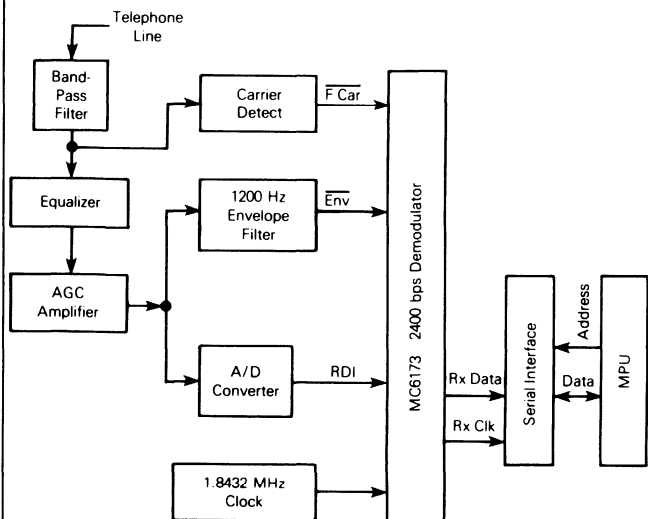 Telephone
Line
Band-
Pass
Filter
Carrier
Detect
F Car
Equalizer
1200 Hz
Envelope
Filter
Env
AGC
Amplifier
A/D
Converter
RDI
1.8432 MHz
Clock
MC6173 2400 bps Demodulator
Rx Data
Rx Clk
Serial Interface
Address
Data
MPU